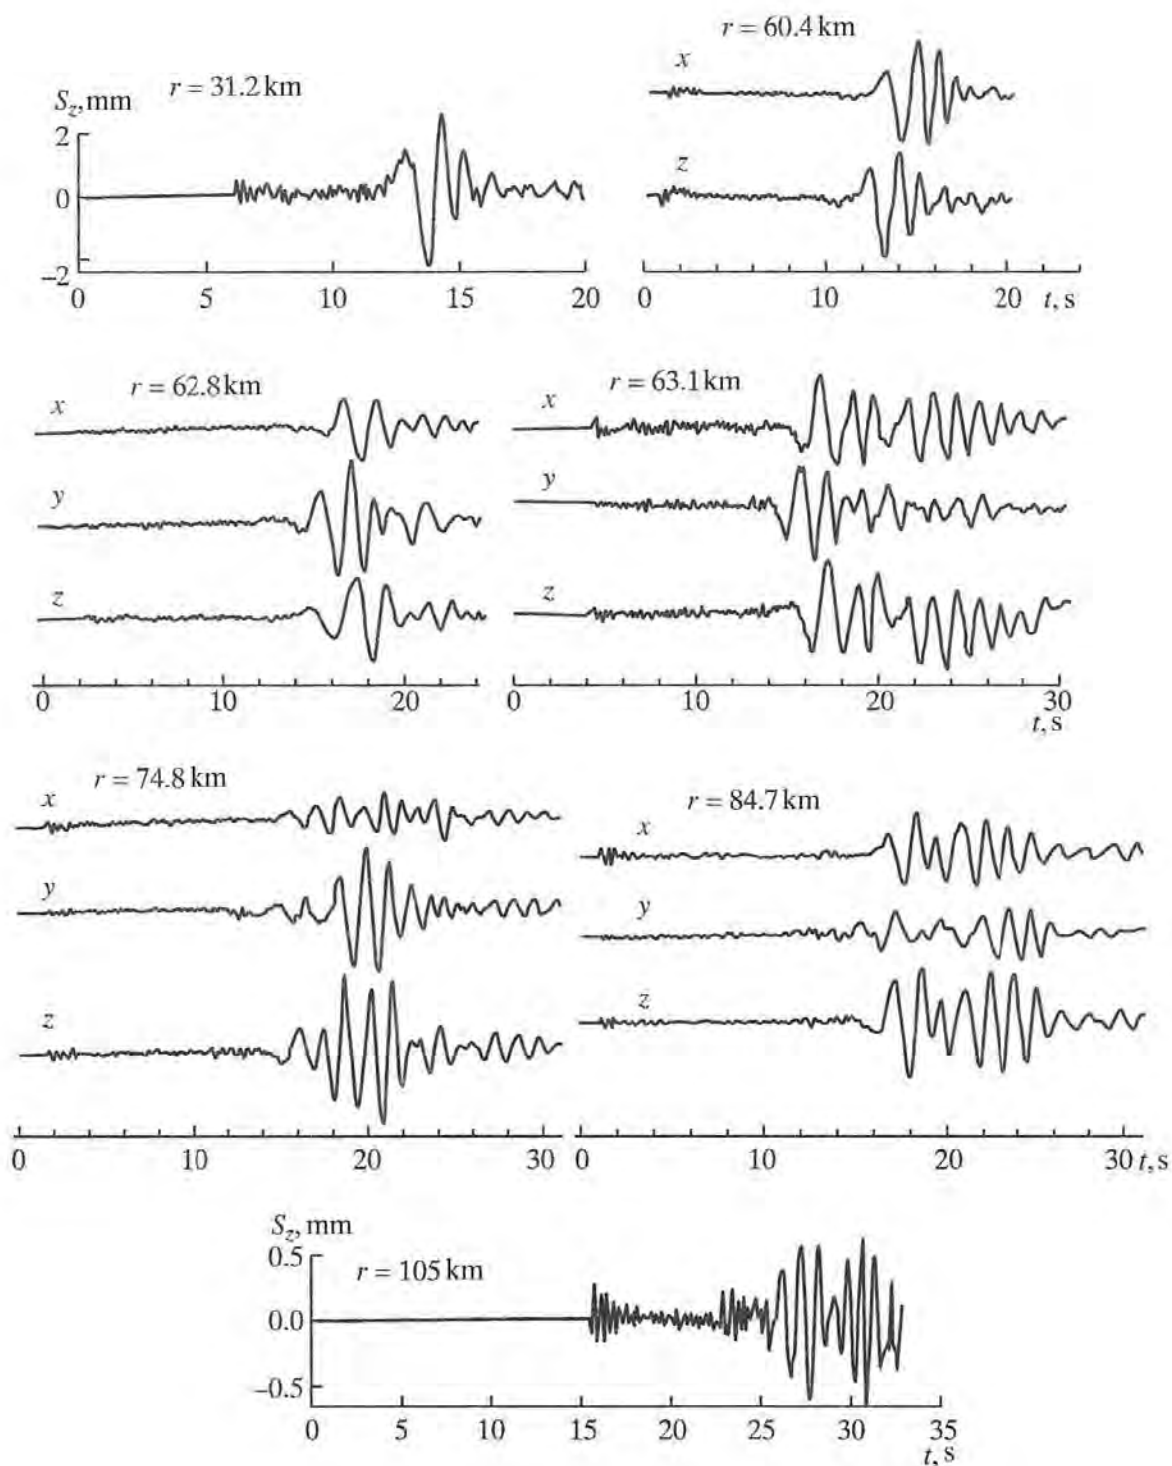 r = 31.2 km
S_z, mm
2
0
−2
0 5 10 15 20
r = 60.4 km
x
z
0 10 20 t, s
r = 62.8 km
x
y
z
0 10 20
r = 63.1 km
x
y
z
0 10 20 30
t, s
r = 74.8 km
x
y
z
0 10 20 30
r = 84.7 km
x
y
z
0 10 20 30 t, s
S_z, mm
0.5
r = 105 km
0.0
−0.5
0 5 10 15 20 25 30 35
t, s